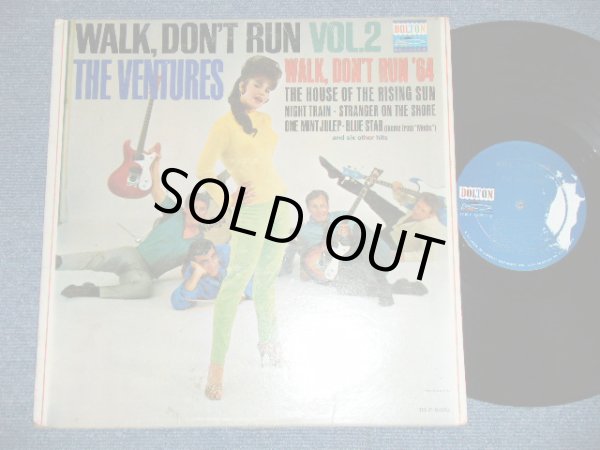 WALK, DON'T RUN VOL.2
DOLTON
THE VENTURES
WALK, DON'T RUN '64
THE HOUSE OF THE RISING SUN
NIGHT TRAIN · STRANGER ON THE SHORE
ONE MINT JULEP · BLUE STAR (theme from "Medic")
and six other hits
SOLD OUT
DOLTON